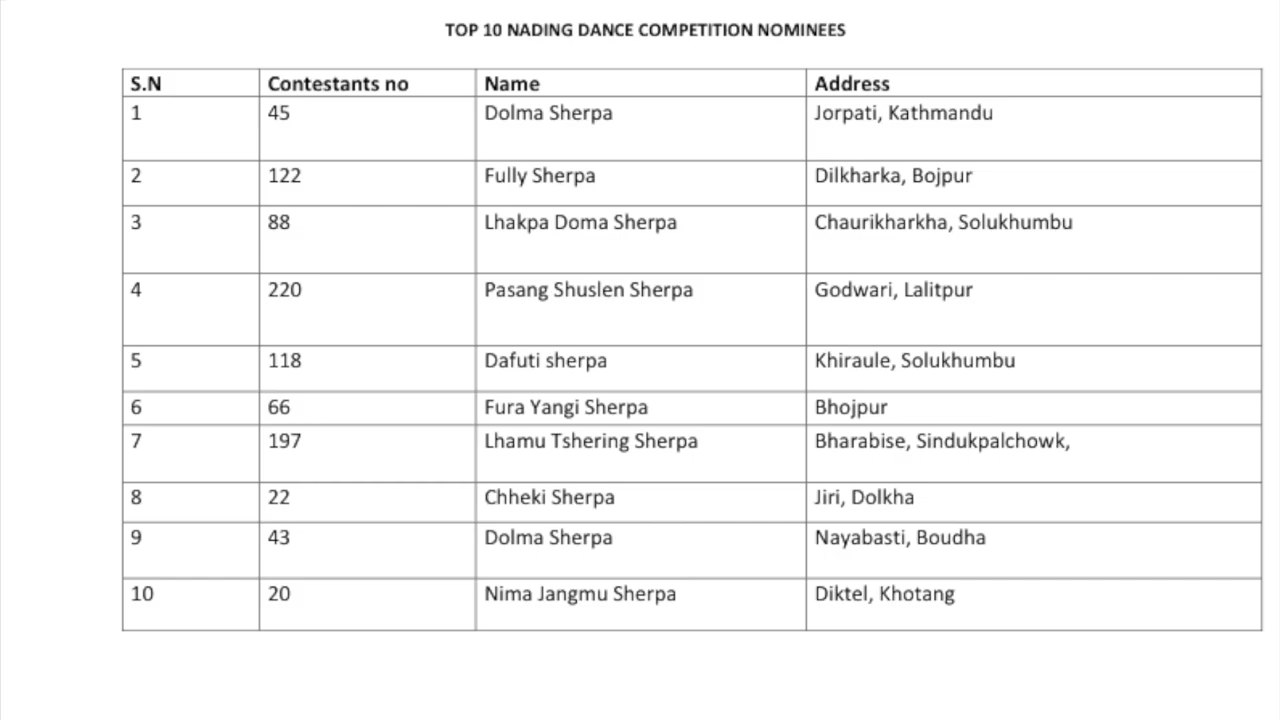 TOP 10 NADING DANCE COMPETITION NOMINEES
S.N Contestants no Name Address
1 45 Dolma Sherpa Jorpati, Kathmandu
2 122 Fully Sherpa Dilkharka, Bojpur
3 88 Lhakpa Doma Sherpa Chaurikharkha, Solukhumbu
4 220 Pasang Shuslen Sherpa Godwari, Lalitpur
5 118 Dafuti sherpa Khiraule, Solukhumbu
6 66 Fura Yangi Sherpa Bhojpur
7 197 Lhamu Tshering Sherpa Bharabise, Sindukpalchowk,
8 22 Chheki Sherpa Jiri, Dolkha
9 43 Dolma Sherpa Nayabasti, Boudha
10 20 Nima Jangmu Sherpa Diktel, Khotang